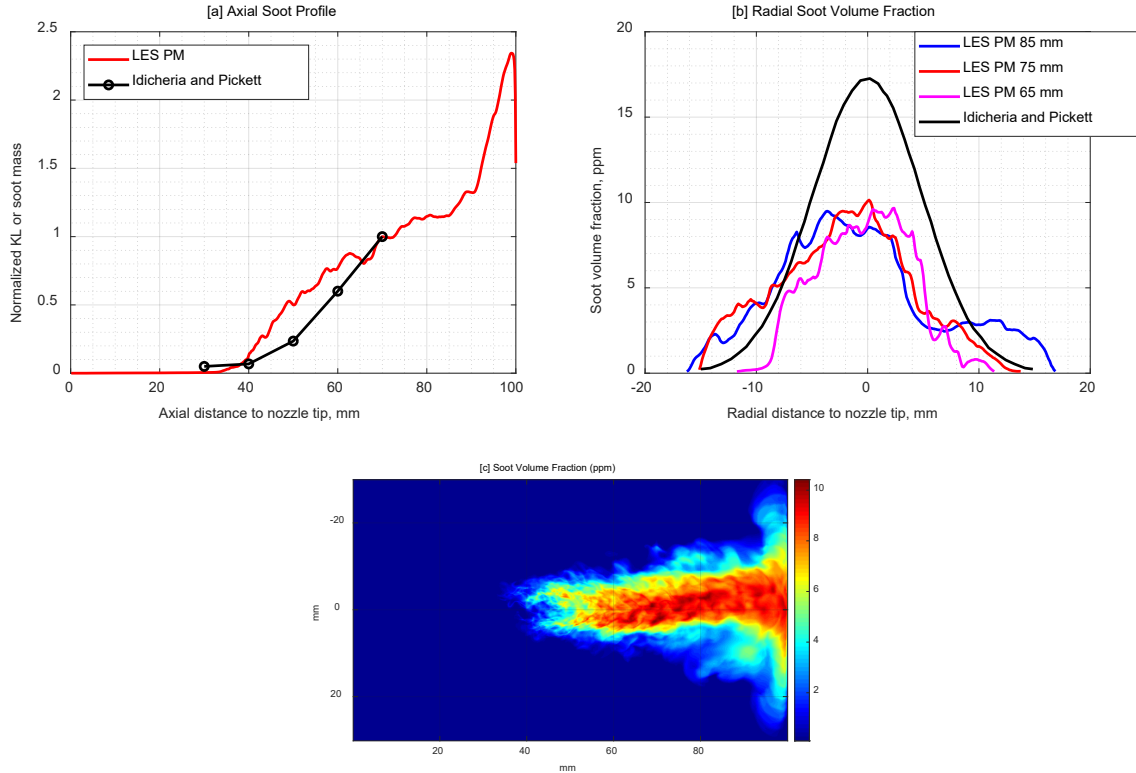 [a] Axial Soot Profile
2.5
2
1.5
1
0.5
0
Normalized KL or soot mass
LES PM
Idicheria and Pickett
0 20 40 60 80 100
Axial distance to nozzle tip, mm
[b] Radial Soot Volume Fraction
20
15
10
5
0
Soot volume fraction, ppm
LES PM 85 mm
LES PM 75 mm
LES PM 65 mm
Idicheria and Pickett
-20 -10 0 10 20
Radial distance to nozzle tip, mm
[c] Soot Volume Fraction (ppm)
-20
0
20
mm
20 40 60 80
mm
10
8
6
4
2